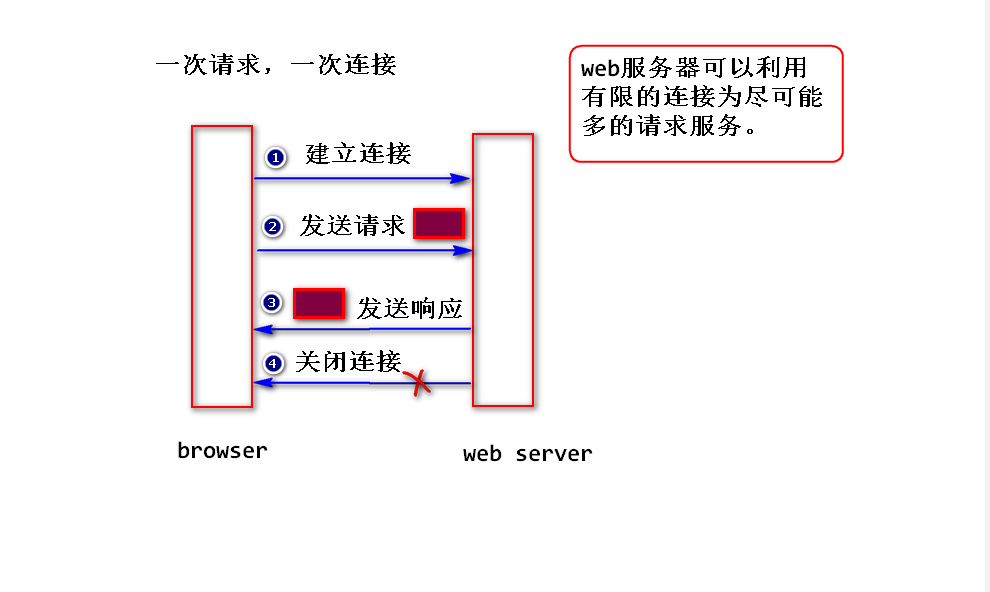 一次请求，一次连接
web服务器可以利用
有限的连接为尽可能
多的请求服务。
1 建立连接
2 发送请求
3 发送响应
4 关闭连接
browser
web server